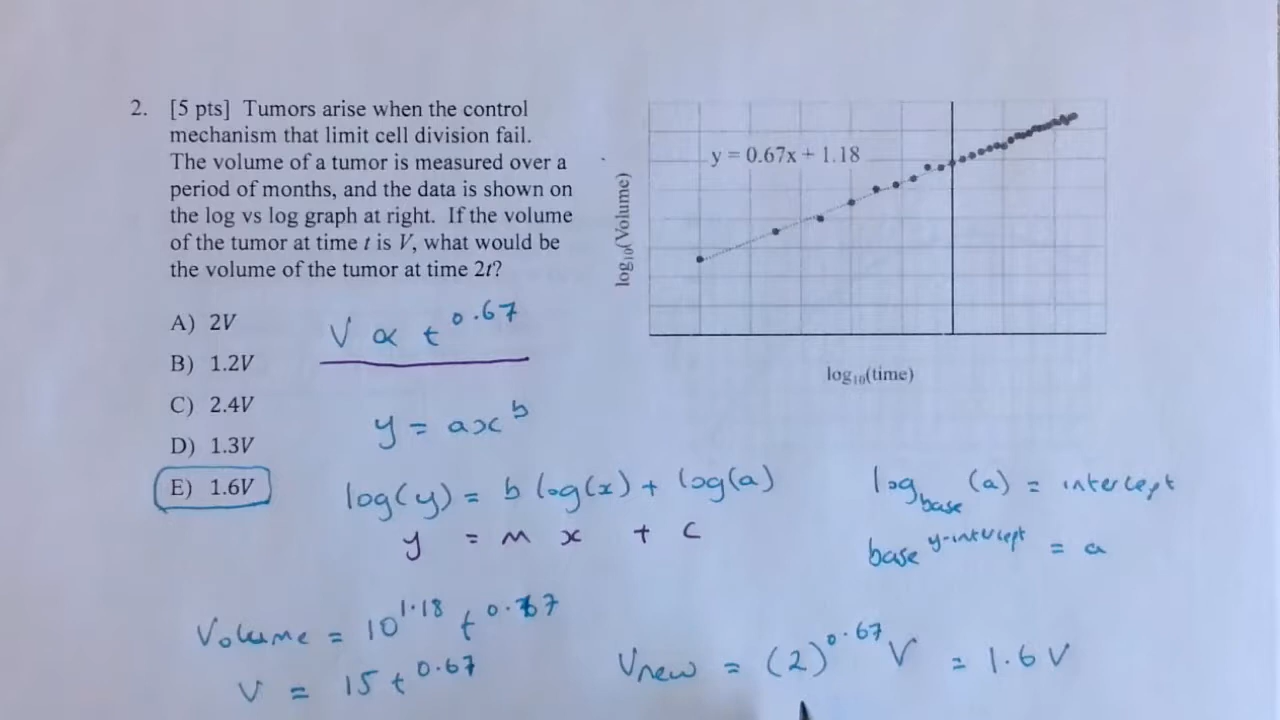 2. [5 pts] Tumors arise when the control
mechanism that limit cell division fail.
The volume of a tumor is measured over a
period of months, and the data is shown on
the log vs log graph at right. If the volume
of the tumor at time t is V, what would be
the volume of the tumor at time 2t?
A) 2V
B) 1.2V
C) 2.4V
D) 1.3V
E) 1.6V
y = 0.67x + 1.18
log₁₀(Volume)
log₁₀(time)
V ∝ t^0.67
y = ax^b
log(y) = b log(x) + log(a)
y = m x + c
log_base (a) = intercept
base^y-intercept = a
Volume = 10^1.18 t^0.67
V = 15 t^0.67
Vnew = (2)^0.67 V = 1.6 V